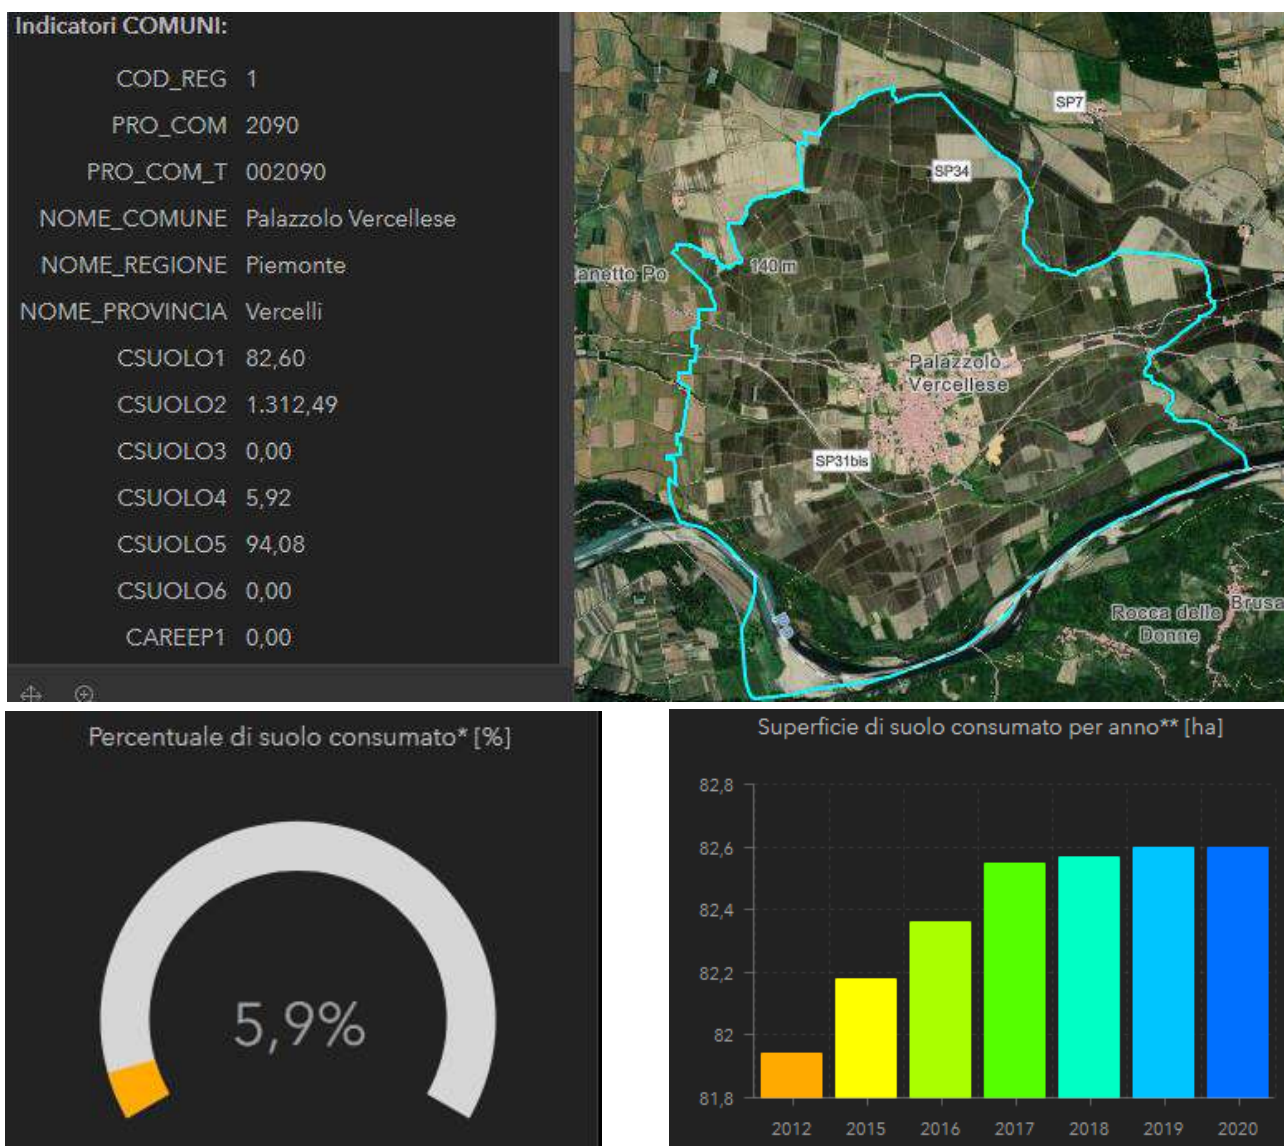 Indicatori COMUNI:
COD_REG 1
PRO_COM 2090
PRO_COM_T 002090
NOME_COMUNE Palazzolo Vercellese
NOME_REGIONE Piemonte
NOME_PROVINCIA Vercelli
CSUOLO1 82,60
CSUOLO2 1.312,49
CSUOLO3 0,00
CSUOLO4 5,92
CSUOLO5 94,08
CSUOLO6 0,00
CAREEP1 0,00
SP7
SP34
anetto Po
140 m
Palazzolo
Vercellese
SP31bis
Po
Rocca delle
Donne
Brusa
Percentuale di suolo consumato* [%]
5,9%
Superficie di suolo consumato per anno** [ha]
82,8
82,6
82,4
82,2
82
81,8
2012 2015 2016 2017 2018 2019 2020